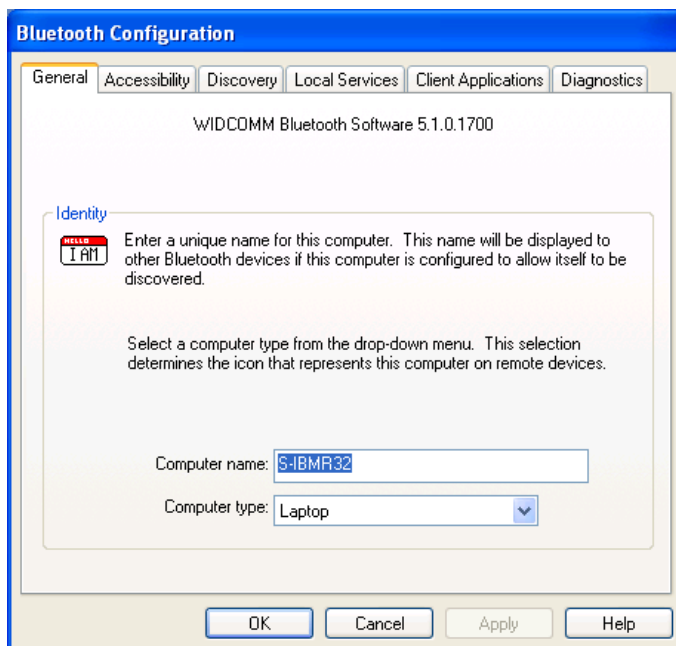 Bluetooth Configuration
General Accessibility Discovery Local Services Client Applications Diagnostics
WIDCOMM Bluetooth Software 5.1.0.1700
Identity
HELLO
I AM
Enter a unique name for this computer. This name will be displayed to
other Bluetooth devices if this computer is configured to allow itself to be
discovered.
Select a computer type from the drop-down menu. This selection
determines the icon that represents this computer on remote devices.
Computer name: S-IBMR32
Computer type: Laptop
OK Cancel Apply Help